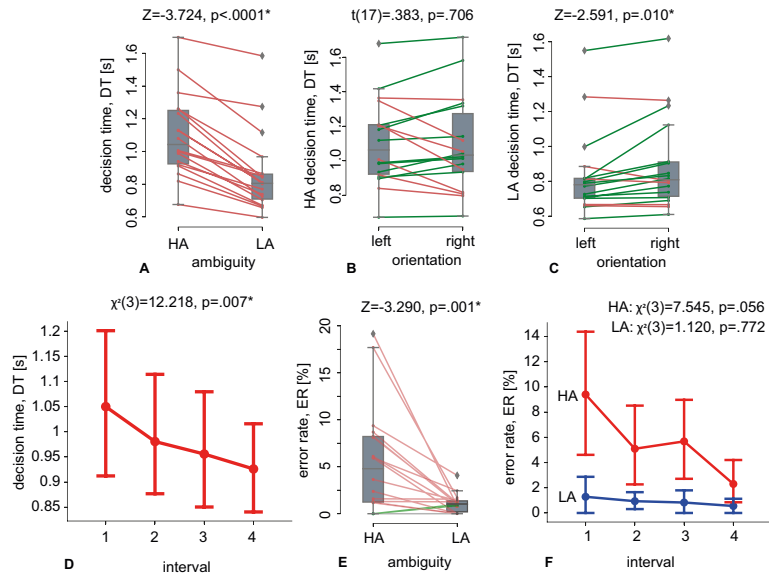 Z=-3.724, p<.0001*
decision time, DT [s]
1.6
1.4
1.2
1.0
0.8
0.6
HA
LA
A
ambiguity
t(17)=.383, p=.706
HA decision time, DT [s]
1.6
1.4
1.2
1.0
0.8
0.6
left
right
B
orientation
Z=-2.591, p=.010*
LA decision time, DT [s]
1.6
1.4
1.2
1.0
0.8
0.6
left
right
C
orientation
χ²(3)=12.218, p=.007*
decision time, DT [s]
1.2
1.15
1.1
1.05
1
0.95
0.9
0.85
1
2
3
4
D
interval
Z=-3.290, p=.001*
error rate, ER [%]
20
15
10
5
0
HA
LA
E
ambiguity
HA: χ²(3)=7.545, p=.056
LA: χ²(3)=1.120, p=.772
error rate, ER [%]
14
12
10
8
6
4
2
0
HA
LA
1
2
3
4
F
interval